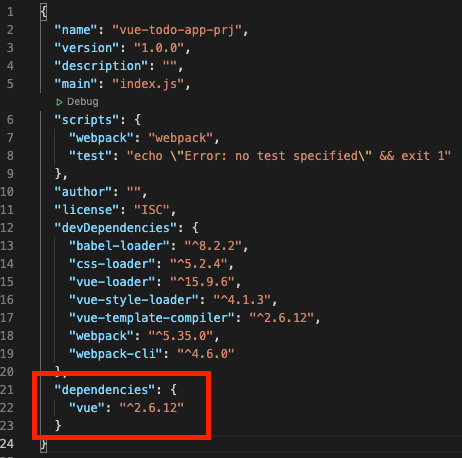 1 {
2 "name": "vue-todo-app-prj",
3 "version": "1.0.0",
4 "description": "",
5 "main": "index.js",
▷ Debug
6 "scripts": {
7 "webpack": "webpack",
8 "test": "echo \"Error: no test specified\" && exit 1"
9 },
10 "author": "",
11 "license": "ISC",
12 "devDependencies": {
13 "babel-loader": "^8.2.2",
14 "css-loader": "^5.2.4",
15 "vue-loader": "^15.9.6",
16 "vue-style-loader": "^4.1.3",
17 "vue-template-compiler": "^2.6.12",
18 "webpack": "^5.35.0",
19 "webpack-cli": "^4.6.0"
20 },
21 "dependencies": {
22 "vue": "^2.6.12"
23 }
24 }